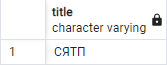 title
character varying
1 СЯТП